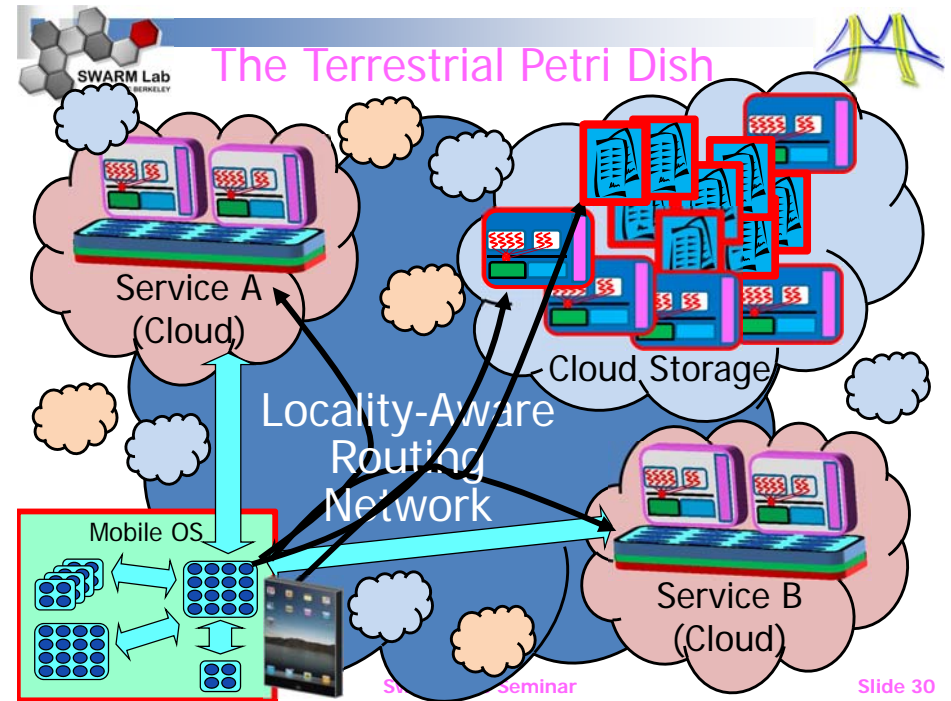 The Terrestrial Petri Dish
SWARM Lab
BERKELEY
Service A
(Cloud)
Cloud Storage
Locality-Aware
Routing
Network
Mobile OS
Service B
(Cloud)
Seminar
Slide 30